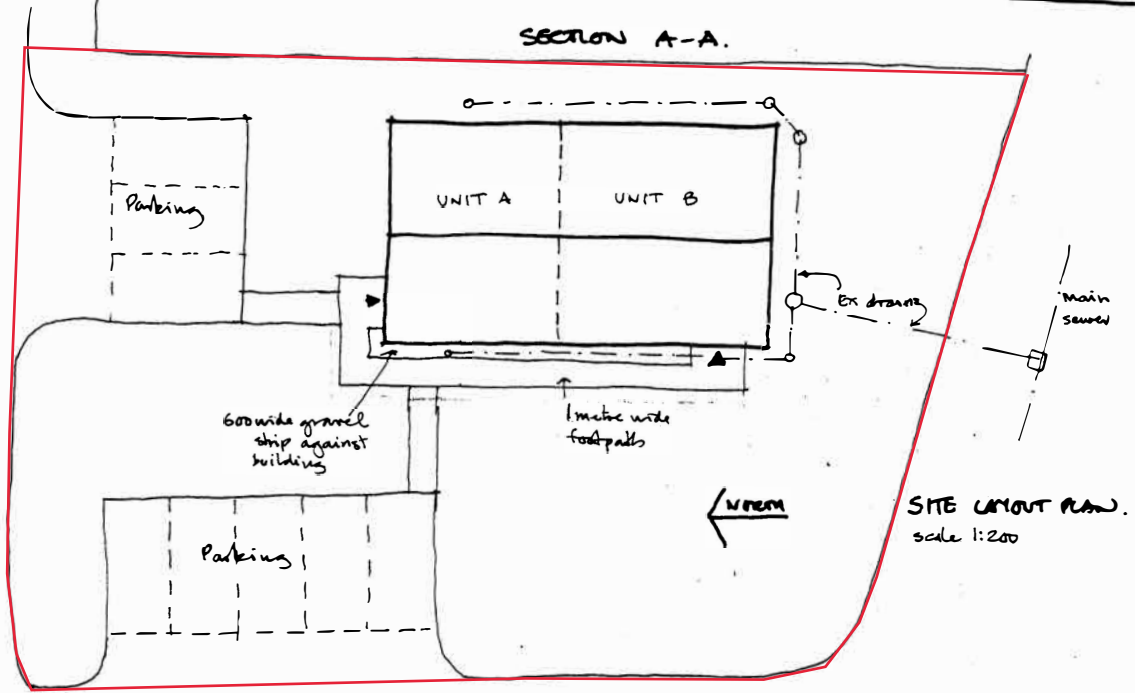 SECTION A-A.
UNIT A
UNIT B
Parking
Ex drains
main
sewer
600 wide gravel
strip against
building
1 metre wide
footpaths
NORTH
SITE LAYOUT PLAN.
scale 1:200
Parking